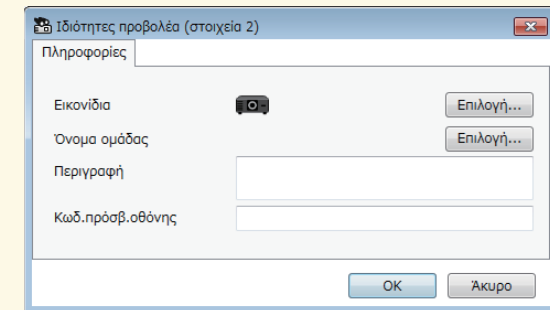 Ιδιότητες προβολέα (στοιχεία 2)
Πληροφορίες
Εικονίδια Επιλογή...
Όνομα ομάδας Επιλογή...
Περιγραφή
Κωδ.πρόσβ.οθόνης
OK Άκυρο